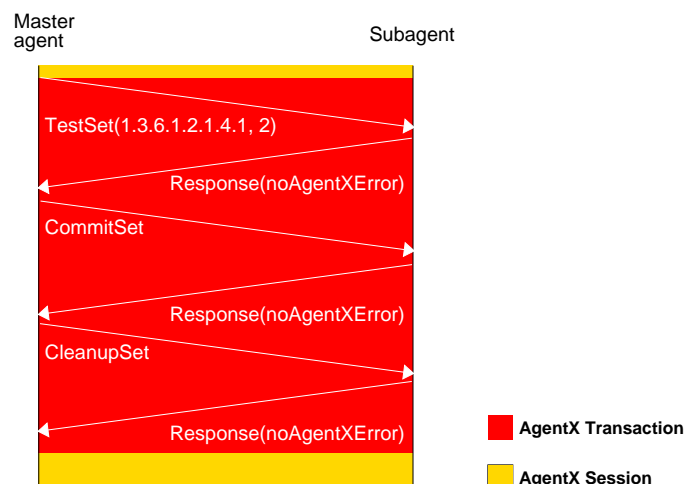 Master
agent
Subagent
TestSet(1.3.6.1.2.1.4.1, 2)
Response(noAgentXError)
CommitSet
Response(noAgentXError)
CleanupSet
Response(noAgentXError)
AgentX Transaction
AgentX Session